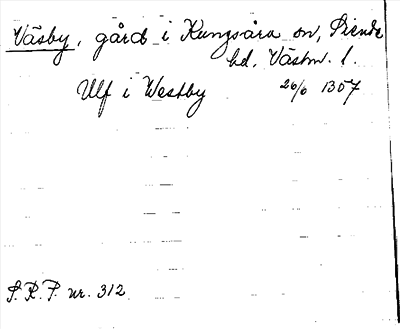 Väsby, gård i Kungsåra sn, Siende
hd, Västm. l.
Ulf i Westby 20/6 1307
S.R.P. nr. 312